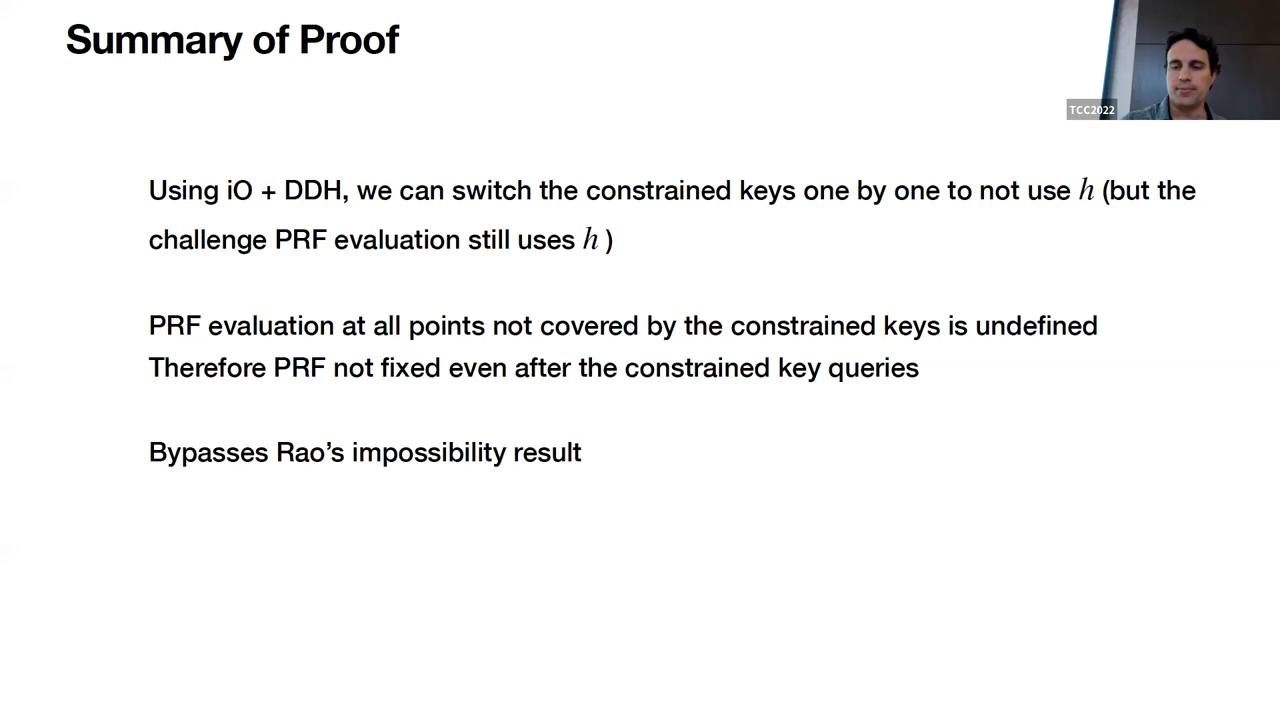 Summary of Proof
TCC2022
Using iO + DDH, we can switch the constrained keys one by one to not use h (but the
challenge PRF evaluation still uses h )
PRF evaluation at all points not covered by the constrained keys is undefined
Therefore PRF not fixed even after the constrained key queries
Bypasses Rao’s impossibility result